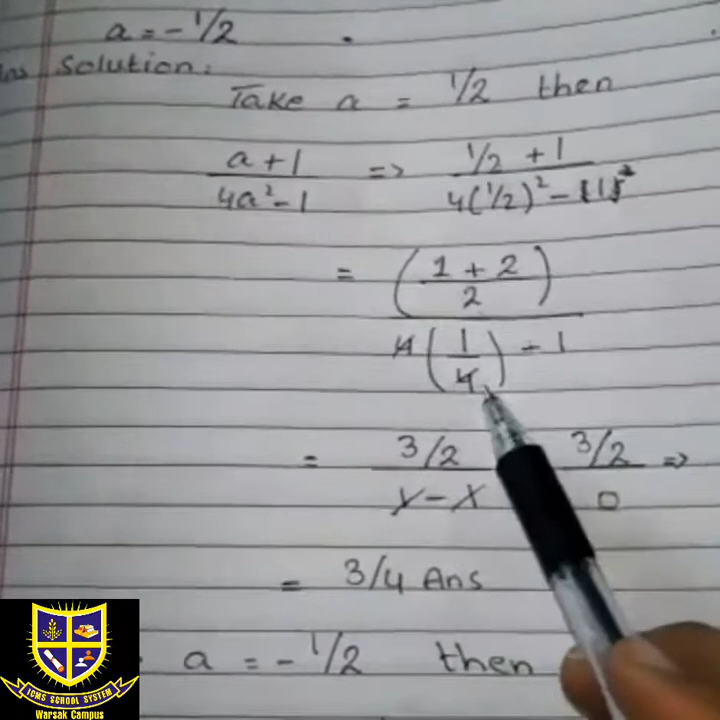 a = -1/2
Solution:
Take a = 1/2 then
a+1 / 4a²-1 => 1/2 + 1 / 4(1/2)² - (1)²
= (1 + 2 / 2) / 4(1/4) - 1
= 3/2 / 1 - 1 3/2 / 0 =>
= 3/4 Ans
a = -1/2 then
ICMS SCHOOL SYSTEM
Warsak Campus